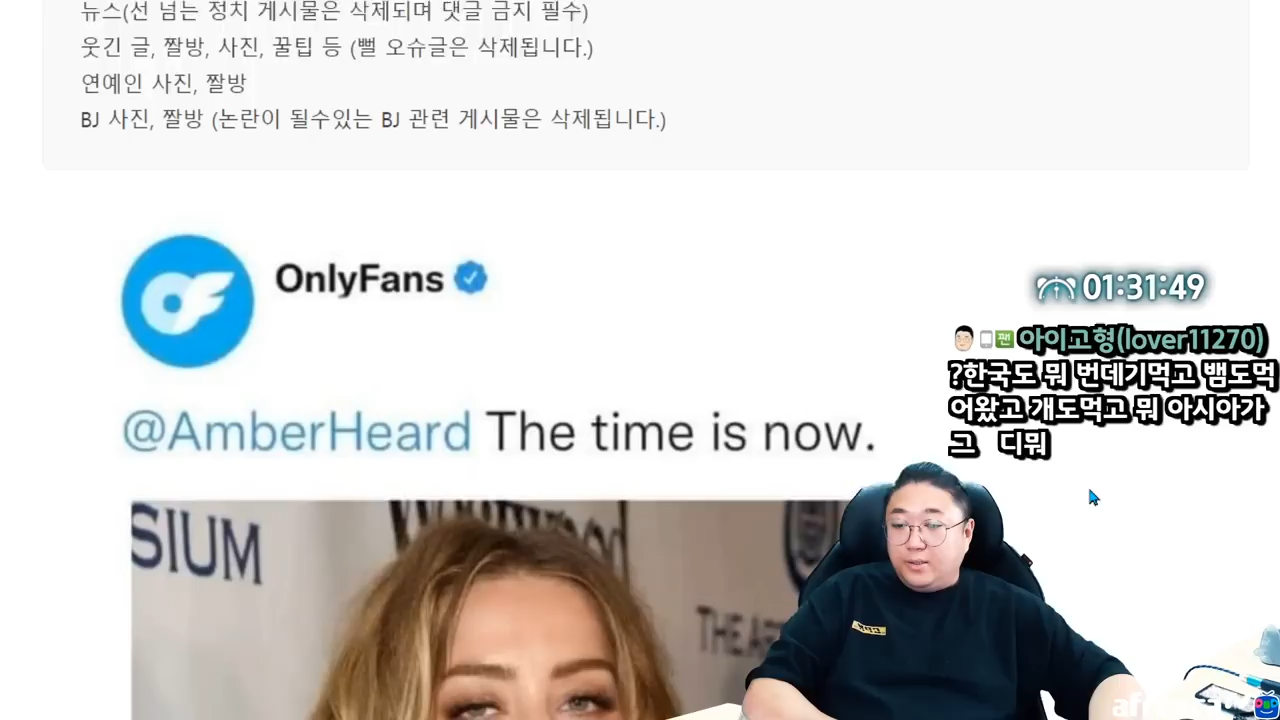 뉴스(선 넘는 정치 게시물은 삭제되며 댓글 금지 필수)
웃긴 글, 짤방, 사진, 꿀팁 등 (뻘 오슈글은 삭제됩니다.)
연예인 사진, 짤방
BJ 사진, 짤방 (논란이 될수있는 BJ 관련 게시물은 삭제됩니다.)
OnlyFans
01:31:49
아이고형(lover11270)
?한국도 뭐 번데기먹고 뱀도먹
어왔고 개도먹고 뭐 아시아가
그 디뭐
@AmberHeard The time is now.
SIUM
THE AR